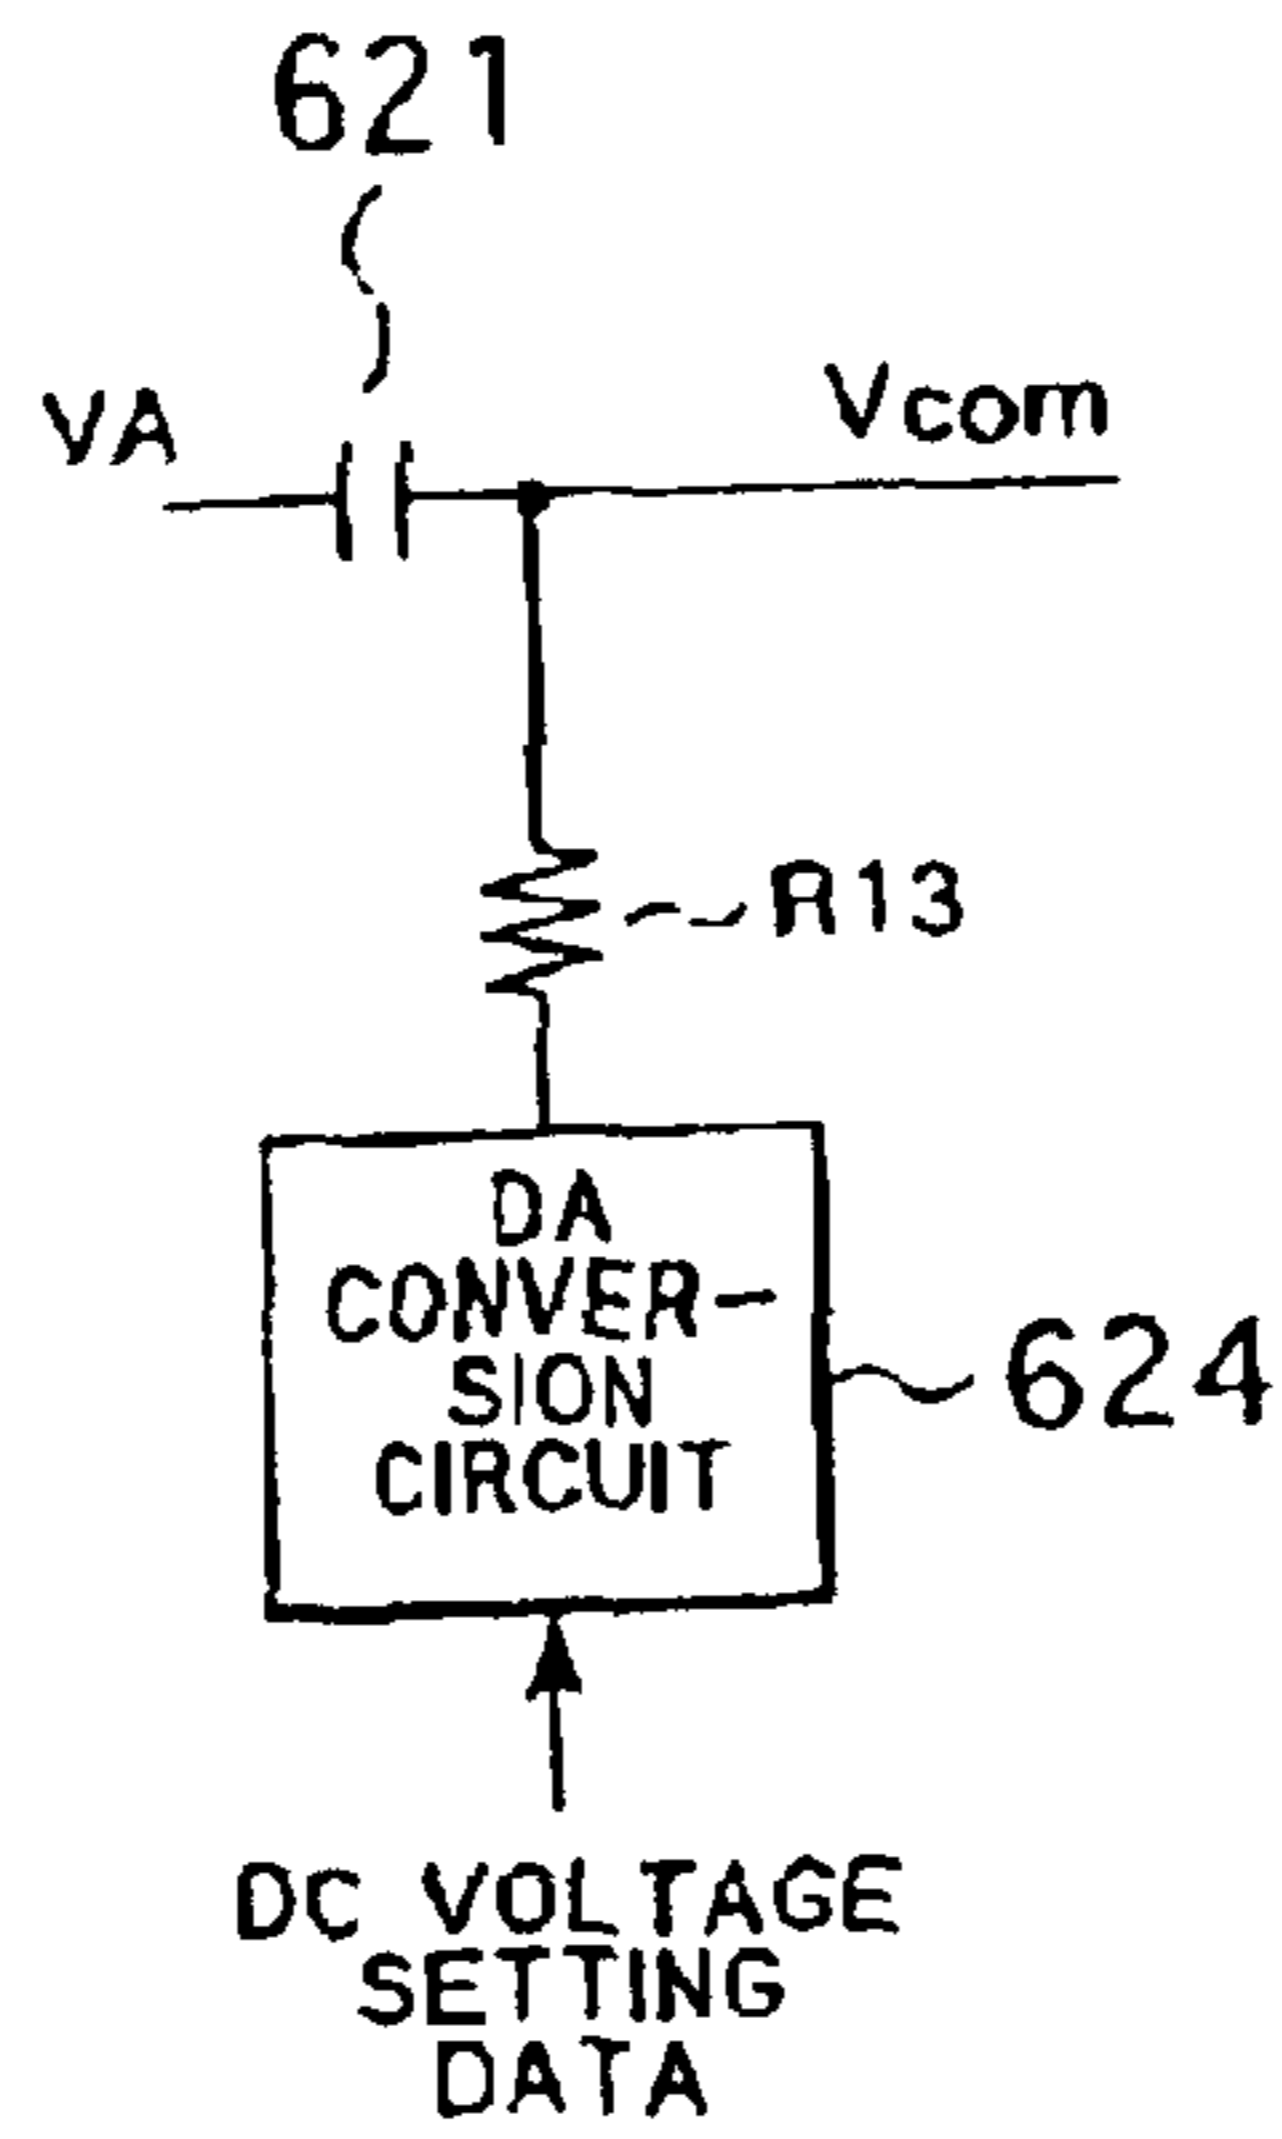 621
VA
Vcom
R13
DA
CONVER-
SION
CIRCUIT
624
DC VOLTAGE
SETTING
DATA